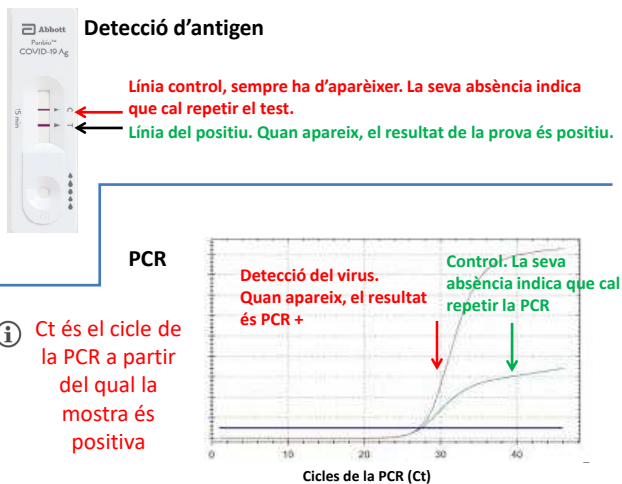 Abbott
Panbio™
COVID-19 Ag
15 min
C
T
Detecció d’antigen
Línia control, sempre ha d’aparèixer. La seva absència indica
que cal repetir el test.
Línia del positiu. Quan apareix, el resultat de la prova és positiu.
PCR
Detecció del virus.
Quan apareix, el resultat
és PCR +
Control. La seva
absència indica que cal
repetir la PCR
i
Ct és el cicle de
la PCR a partir
del qual la
mostra és
positiva
0 10 20 30 40
Cicles de la PCR (Ct)